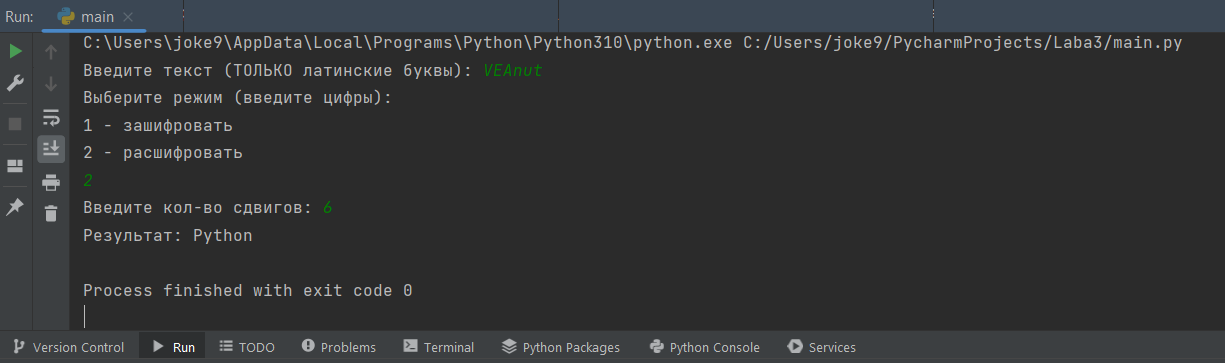 Run: main
C:\Users\joke9\AppData\Local\Programs\Python\Python310\python.exe C:/Users/joke9/PycharmProjects/Laba3/main.py
Введите текст (ТОЛЬКО латинские буквы): VEAnut
Выберите режим (введите цифры):
1 - зашифровать
2 - расшифровать
2
Введите кол-во сдвигов: 6
Результат: Python
Process finished with exit code 0
Version Control Run TODO Problems Terminal Python Packages Python Console Services